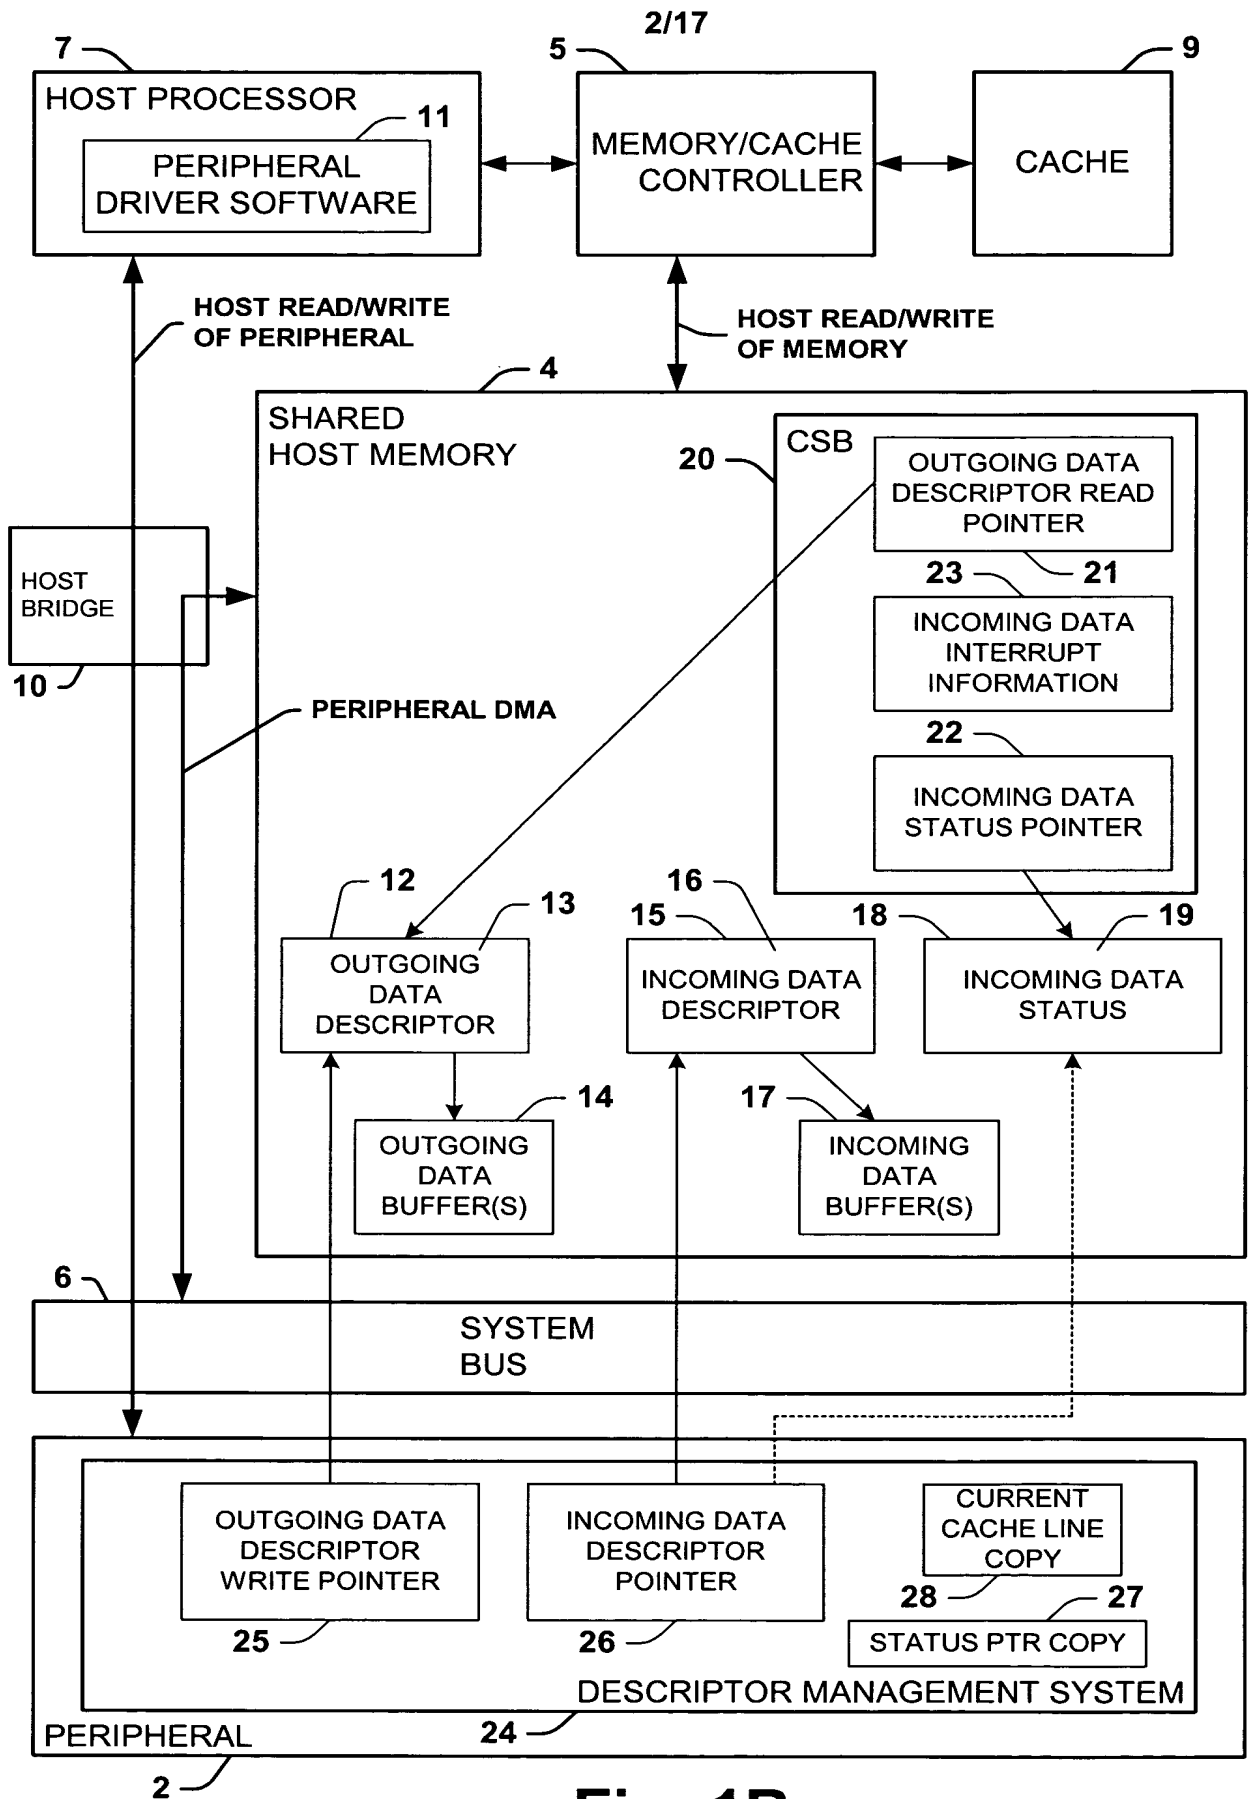 2/17
7
5
9
HOST PROCESSOR
11
PERIPHERAL
DRIVER SOFTWARE
MEMORY/CACHE
CONTROLLER
CACHE
HOST READ/WRITE
OF PERIPHERAL
HOST READ/WRITE
OF MEMORY
4
SHARED
HOST MEMORY
20
CSB
OUTGOING DATA
DESCRIPTOR READ
POINTER
21
23
INCOMING DATA
INTERRUPT
INFORMATION
22
INCOMING DATA
STATUS POINTER
HOST
BRIDGE
10
PERIPHERAL DMA
12
13
OUTGOING
DATA
DESCRIPTOR
16
15
INCOMING DATA
DESCRIPTOR
18
19
INCOMING DATA
STATUS
14
OUTGOING
DATA
BUFFER(S)
17
INCOMING
DATA
BUFFER(S)
6
SYSTEM
BUS
OUTGOING DATA
DESCRIPTOR
WRITE POINTER
25
INCOMING DATA
DESCRIPTOR
POINTER
26
CURRENT
CACHE LINE
COPY
28
27
STATUS PTR COPY
DESCRIPTOR MANAGEMENT SYSTEM
24
PERIPHERAL
2